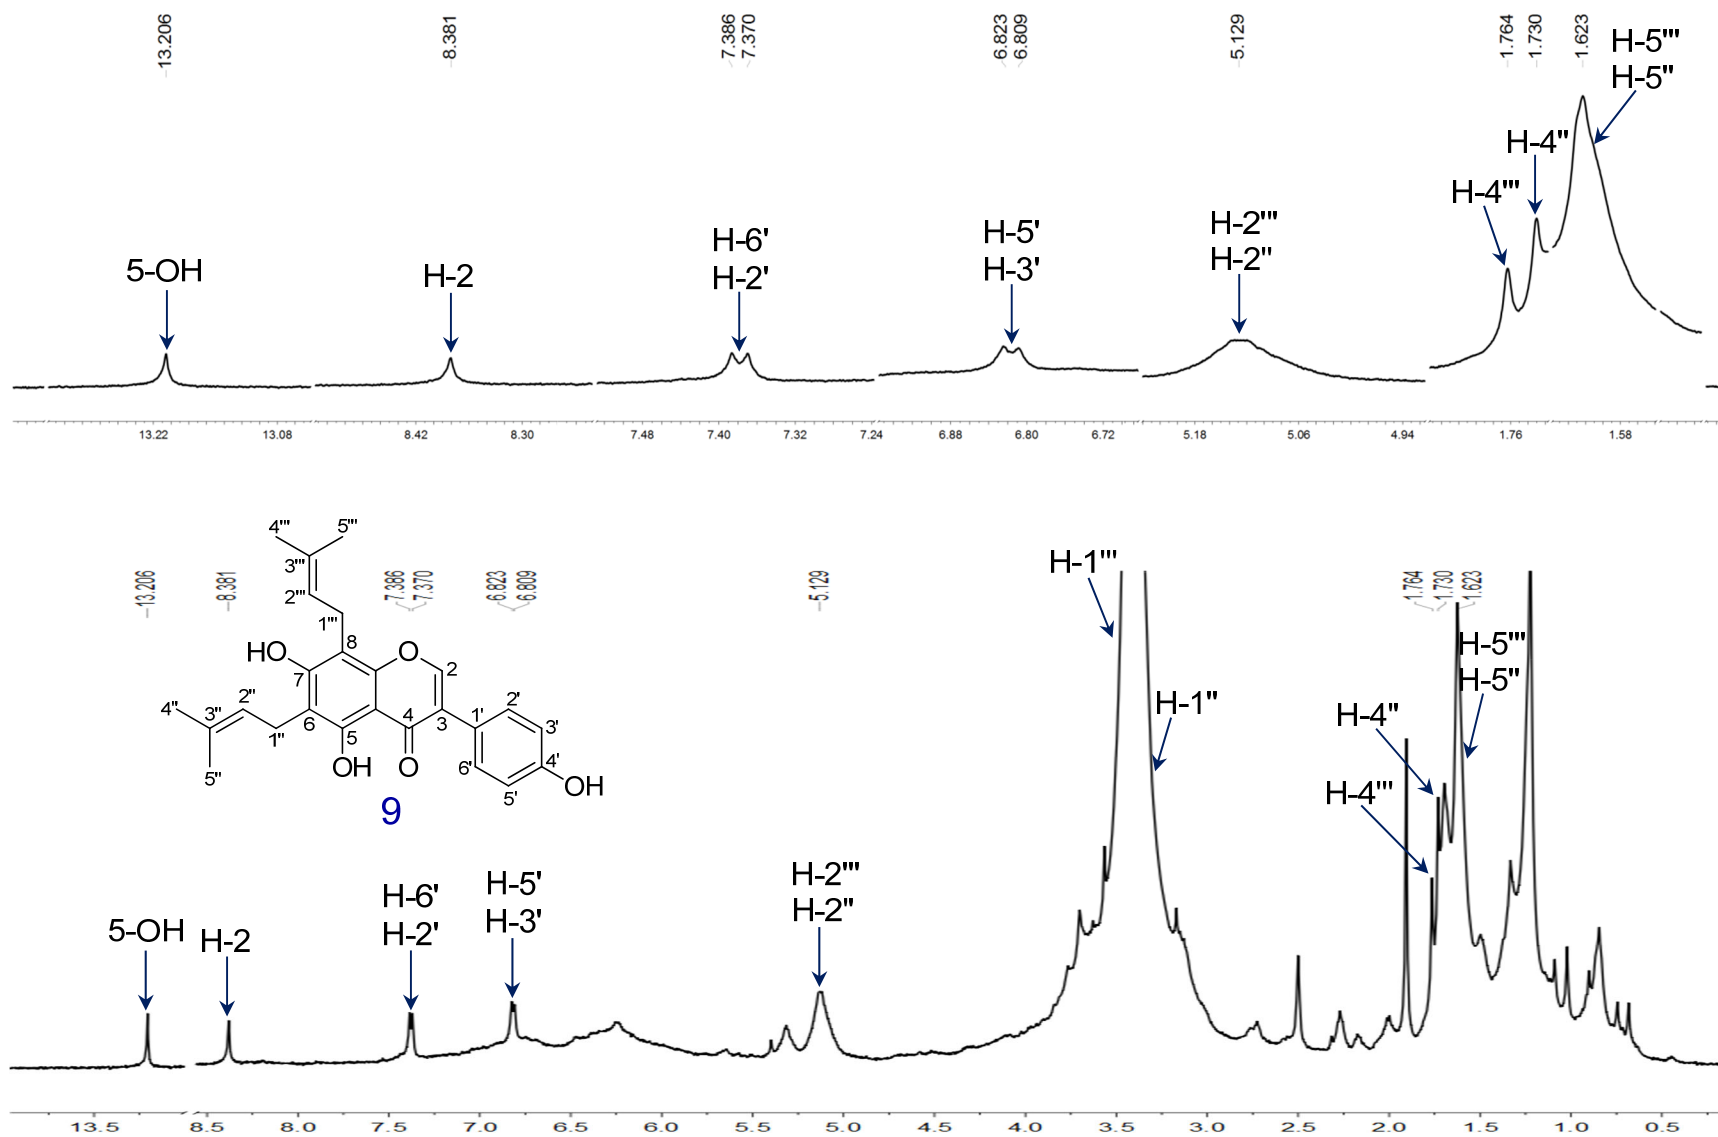 13.206
8.381
7.386
7.370
6.823
6.809
5.129
1.764
1.730
1.623
H-5'''
H-5''
H-4''
H-4'''
5-OH
H-2
H-6'
H-2'
H-5'
H-3'
H-2'''
H-2''
13.22 13.08 8.42 8.30 7.48 7.40 7.32 7.24 6.88 6.80 6.72 5.18 5.06 4.94 1.76 1.58
4''' 5'''
3'''
2'''
1'''
HO 8 O 2
7
4'' 2'' 3'' 6 5 4 3 1' 2' 3'
1''
5'' OH O 6' 4' OH
5'
9
13.206
8.381
7.386
7.370
6.823
6.809
5.129
1.764
1.730
1.623
H-1'''
H-1''
H-5'''
H-5''
H-4''
H-4'''
5-OH
H-2
H-6'
H-2'
H-5'
H-3'
H-2'''
H-2''
13.5 8.5 8.0 7.5 7.0 6.5 6.0 5.5 5.0 4.5 4.0 3.5 3.0 2.5 2.0 1.5 1.0 0.5